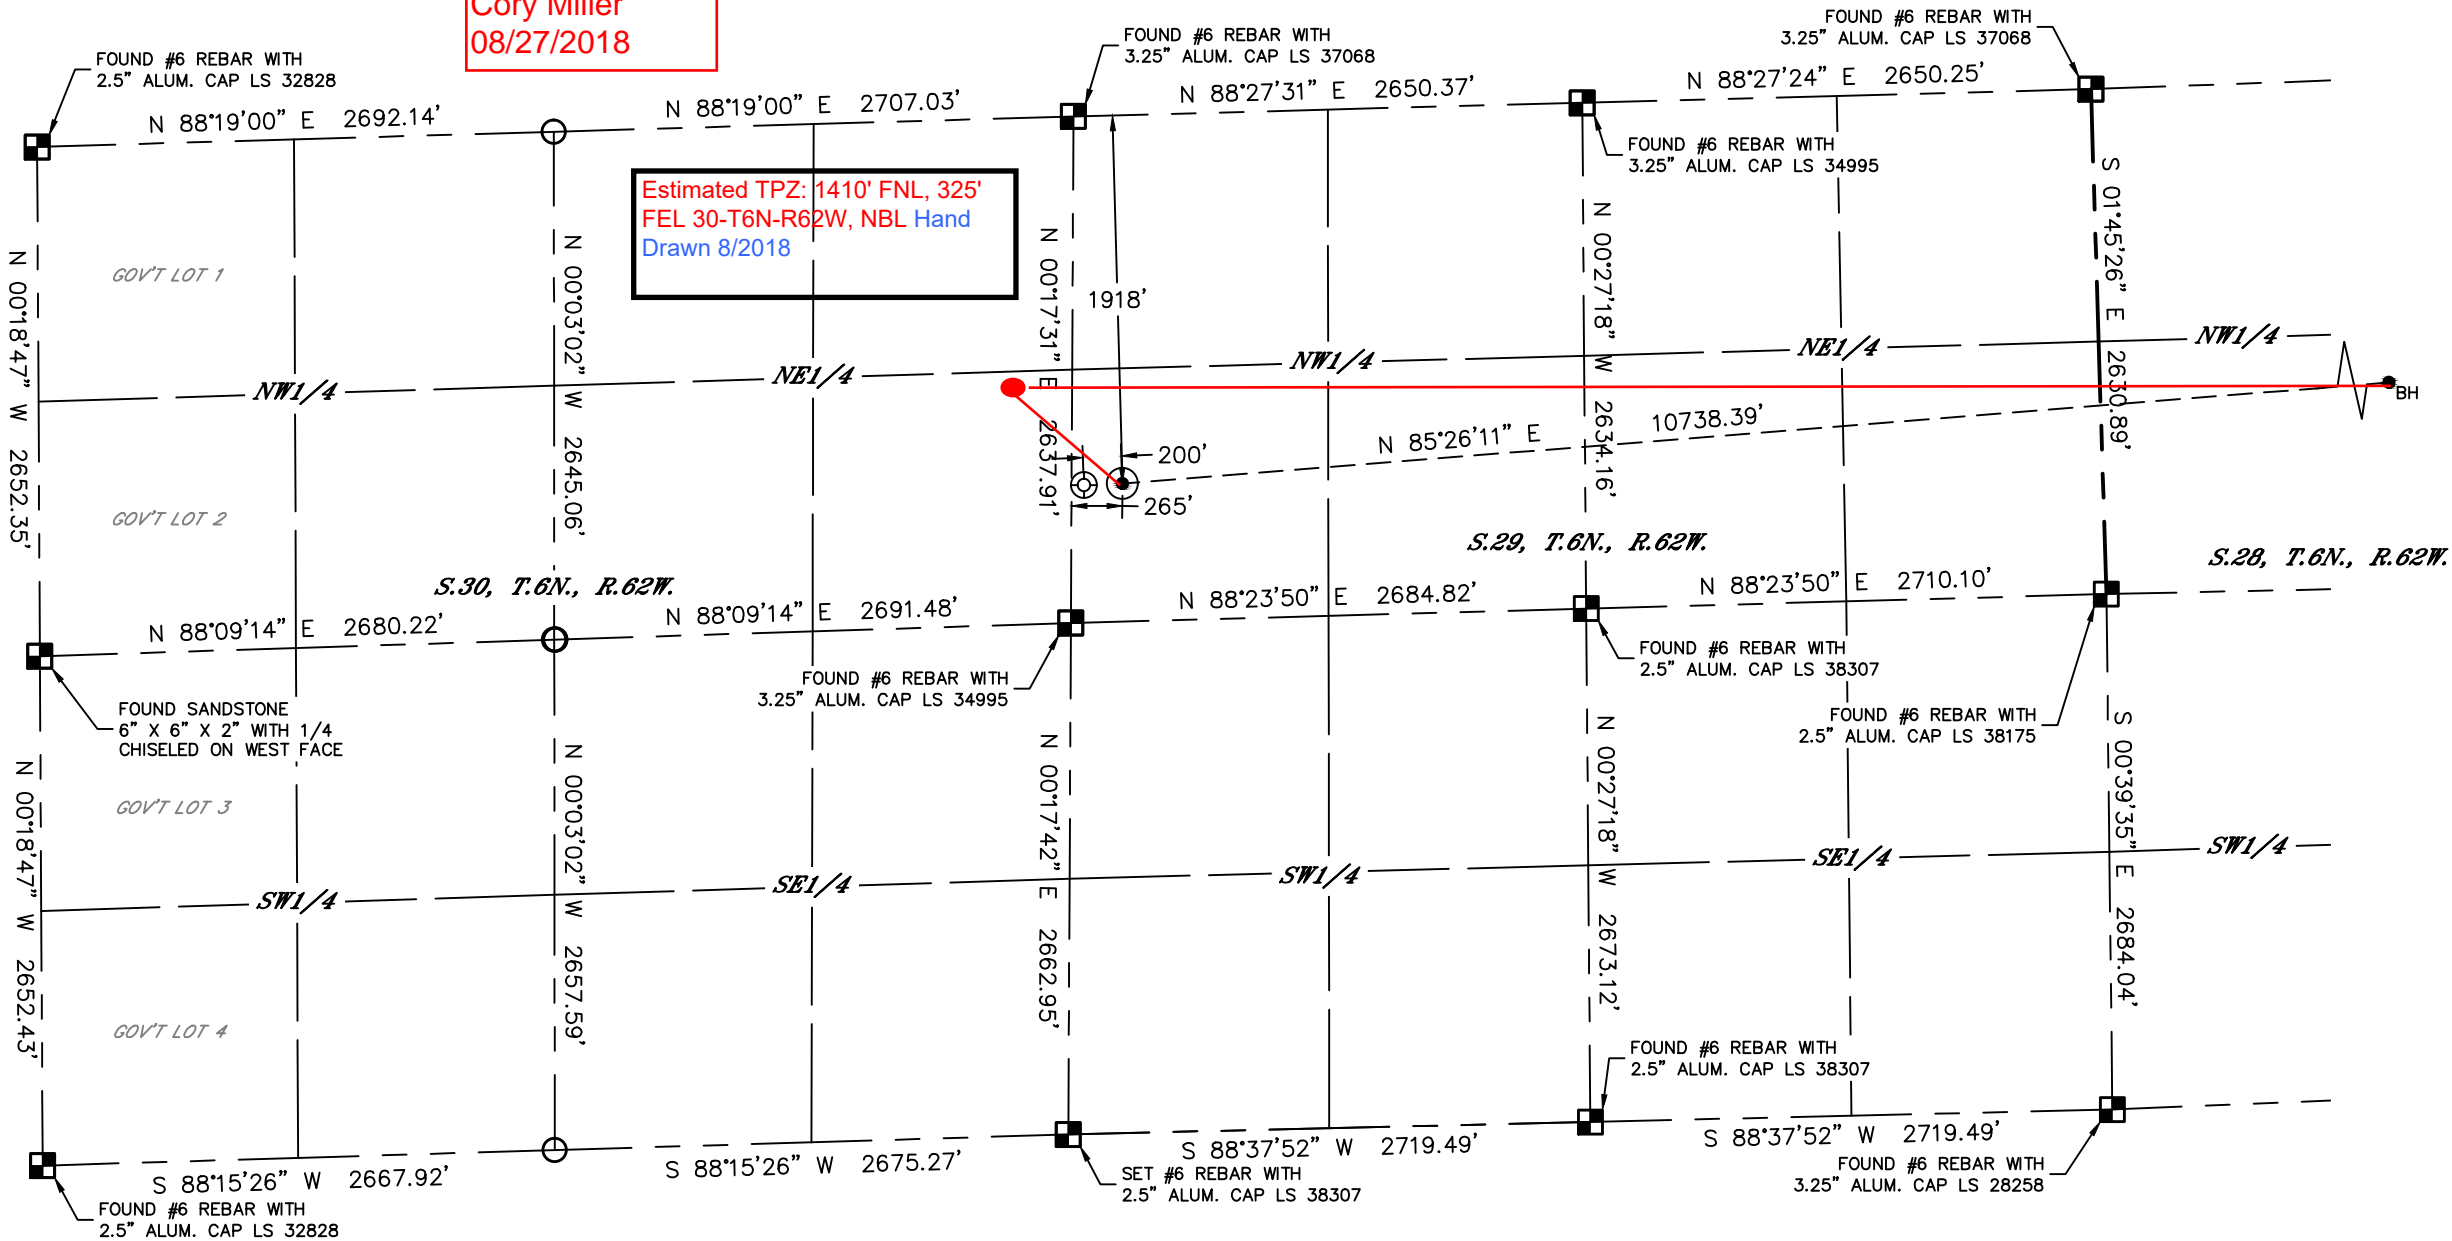 Cory Miller
08/27/2018
FOUND #6 REBAR WITH
2.5" ALUM. CAP LS 32828
FOUND #6 REBAR WITH
3.25" ALUM. CAP LS 37068
FOUND #6 REBAR WITH
3.25" ALUM. CAP LS 37068
N 88°19'00" E 2692.14'
N 88°19'00" E 2707.03'
N 88°27'31" E 2650.37'
N 88°27'24" E 2650.25'
FOUND #6 REBAR WITH
3.25" ALUM. CAP LS 34995
Estimated TPZ: 1410' FNL, 325'
FEL 30-T6N-R62W, NBL Hand
Drawn 8/2018
GOV'T LOT 1
N 00°18'47" W 2652.35'
N 00°03'02" W 2645.06'
N 00°17'31" E 2637.91'
1918'
N 00°27'18" W 2634.16'
S 01°45'26" E 2630.89'
NW1/4
NE1/4
NW1/4
NE1/4
NW1/4
BH
200'
N 85°26'11" E 10738.39'
265'
GOV'T LOT 2
S.30, T.6N., R.62W.
S.29, T.6N., R.62W.
S.28, T.6N., R.62W.
N 88°09'14" E 2680.22'
N 88°09'14" E 2691.48'
N 88°23'50" E 2684.82'
N 88°23'50" E 2710.10'
FOUND SANDSTONE
6" X 6" X 2" WITH 1/4
CHISELED ON WEST FACE
FOUND #6 REBAR WITH
3.25" ALUM. CAP LS 34995
FOUND #6 REBAR WITH
2.5" ALUM. CAP LS 38307
FOUND #6 REBAR WITH
2.5" ALUM. CAP LS 38175
GOV'T LOT 3
N 00°18'47" W 2652.43'
N 00°03'02" W 2657.59'
N 00°17'42" E 2662.95'
N 00°27'18" W 2673.12'
S 00°39'35" E 2684.04'
SW1/4
SE1/4
SW1/4
SE1/4
SW1/4
GOV'T LOT 4
FOUND #6 REBAR WITH
2.5" ALUM. CAP LS 38307
S 88°15'26" W 2667.92'
S 88°15'26" W 2675.27'
S 88°37'52" W 2719.49'
S 88°37'52" W 2719.49'
FOUND #6 REBAR WITH
2.5" ALUM. CAP LS 32828
SET #6 REBAR WITH
2.5" ALUM. CAP LS 38307
FOUND #6 REBAR WITH
3.25" ALUM. CAP LS 28258